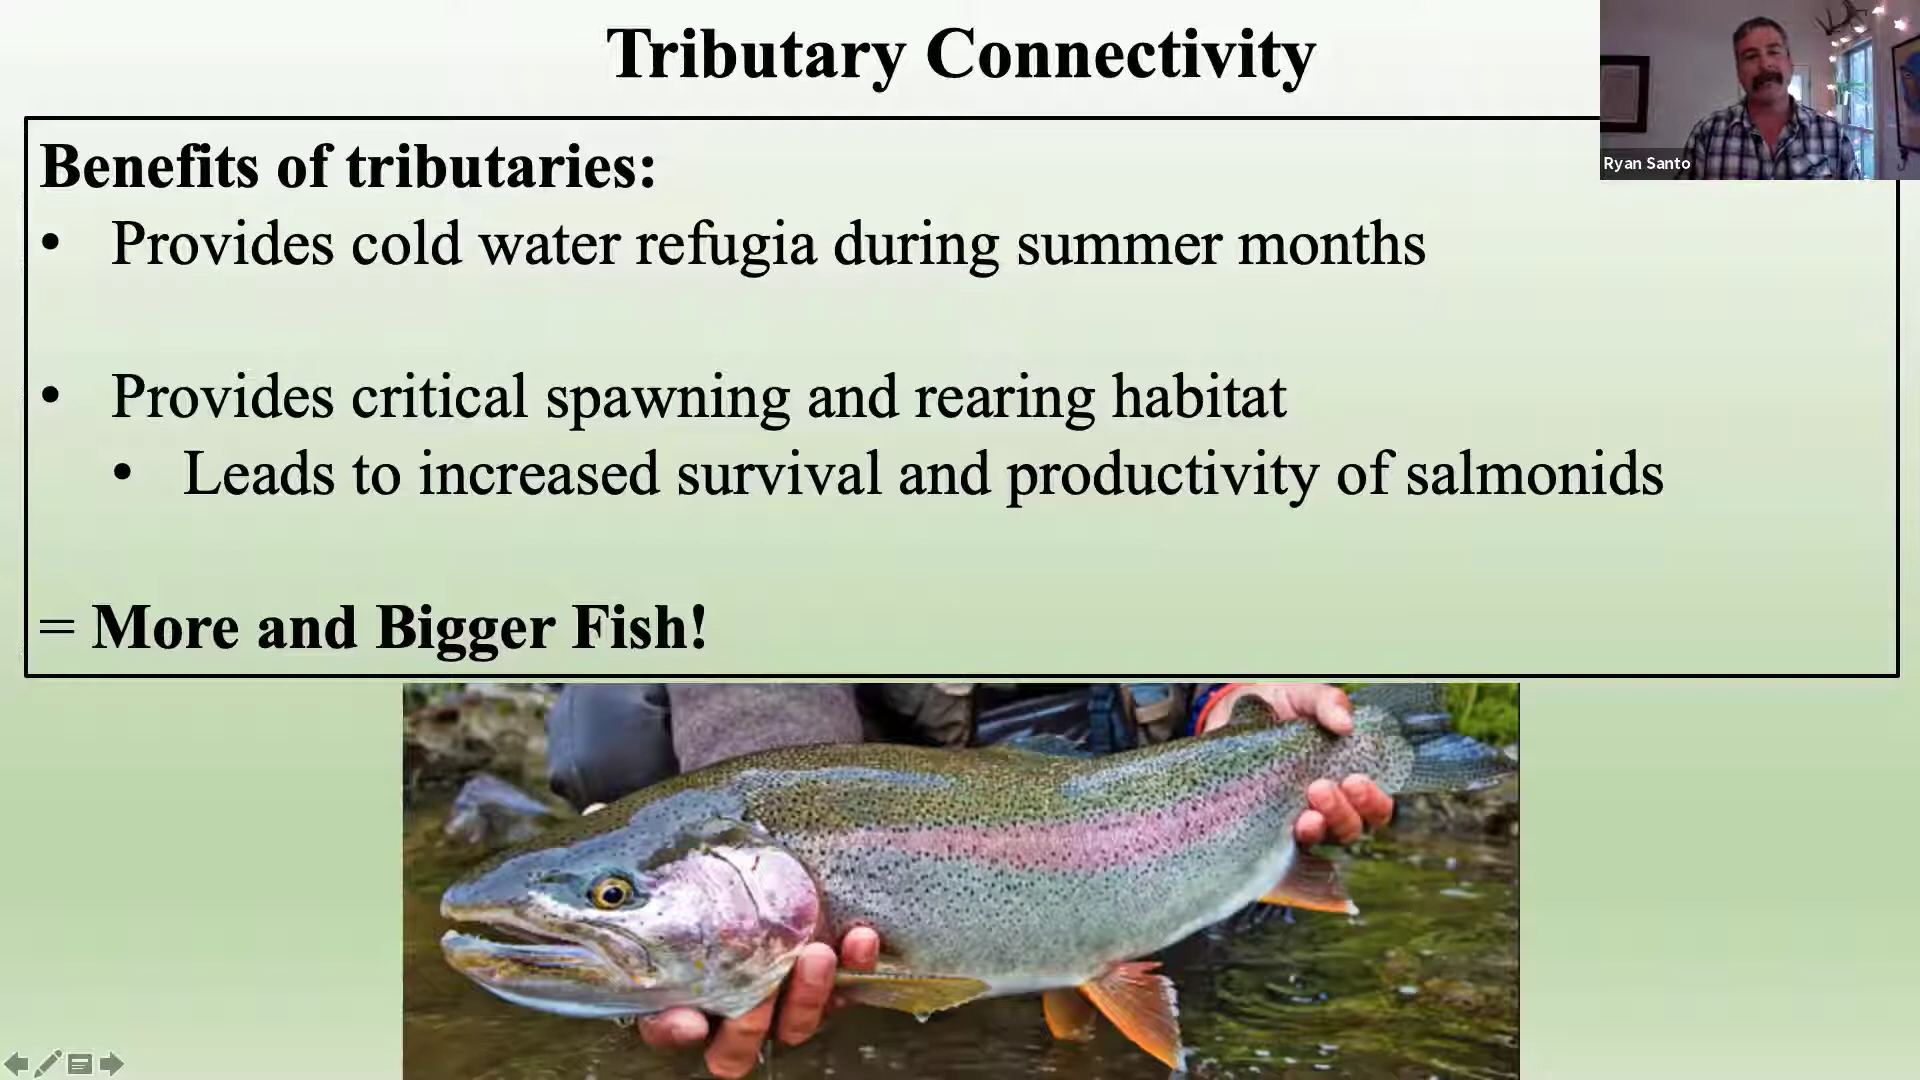 Tributary Connectivity
Ryan Santo
Benefits of tributaries:
• Provides cold water refugia during summer months
• Provides critical spawning and rearing habitat
• Leads to increased survival and productivity of salmonids
= More and Bigger Fish!